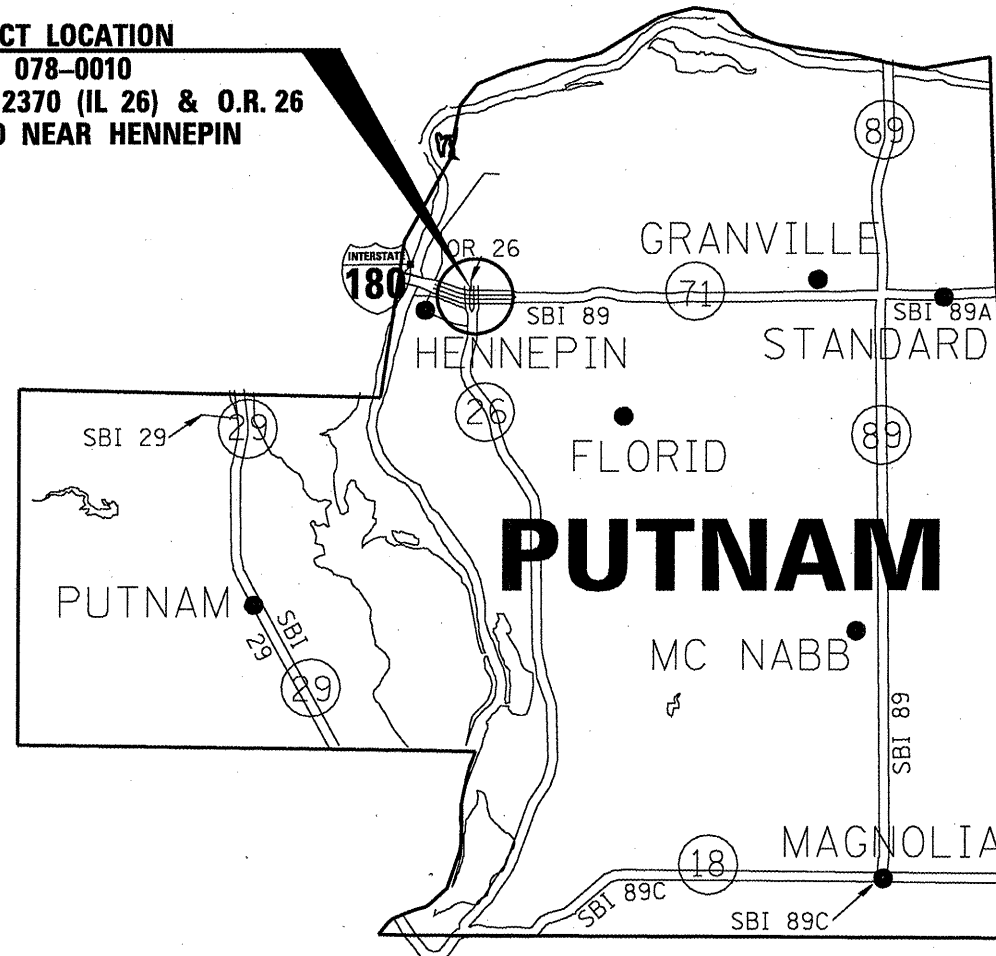 CT LOCATION
078–0010
2370 (IL 26) & O.R. 26
NEAR HENNEPIN
89
GRANVILLE
OR 26
INTERSTATE
180
71
SBI 89
SBI 89A
HENNEPIN
STANDARD
26
29
SBI 29
89
FLORID
PUTNAM
PUTNAM
SBI
29
MC NABB
29
SBI 89
MAGNOLIA
18
SBI 89C
SBI 89C